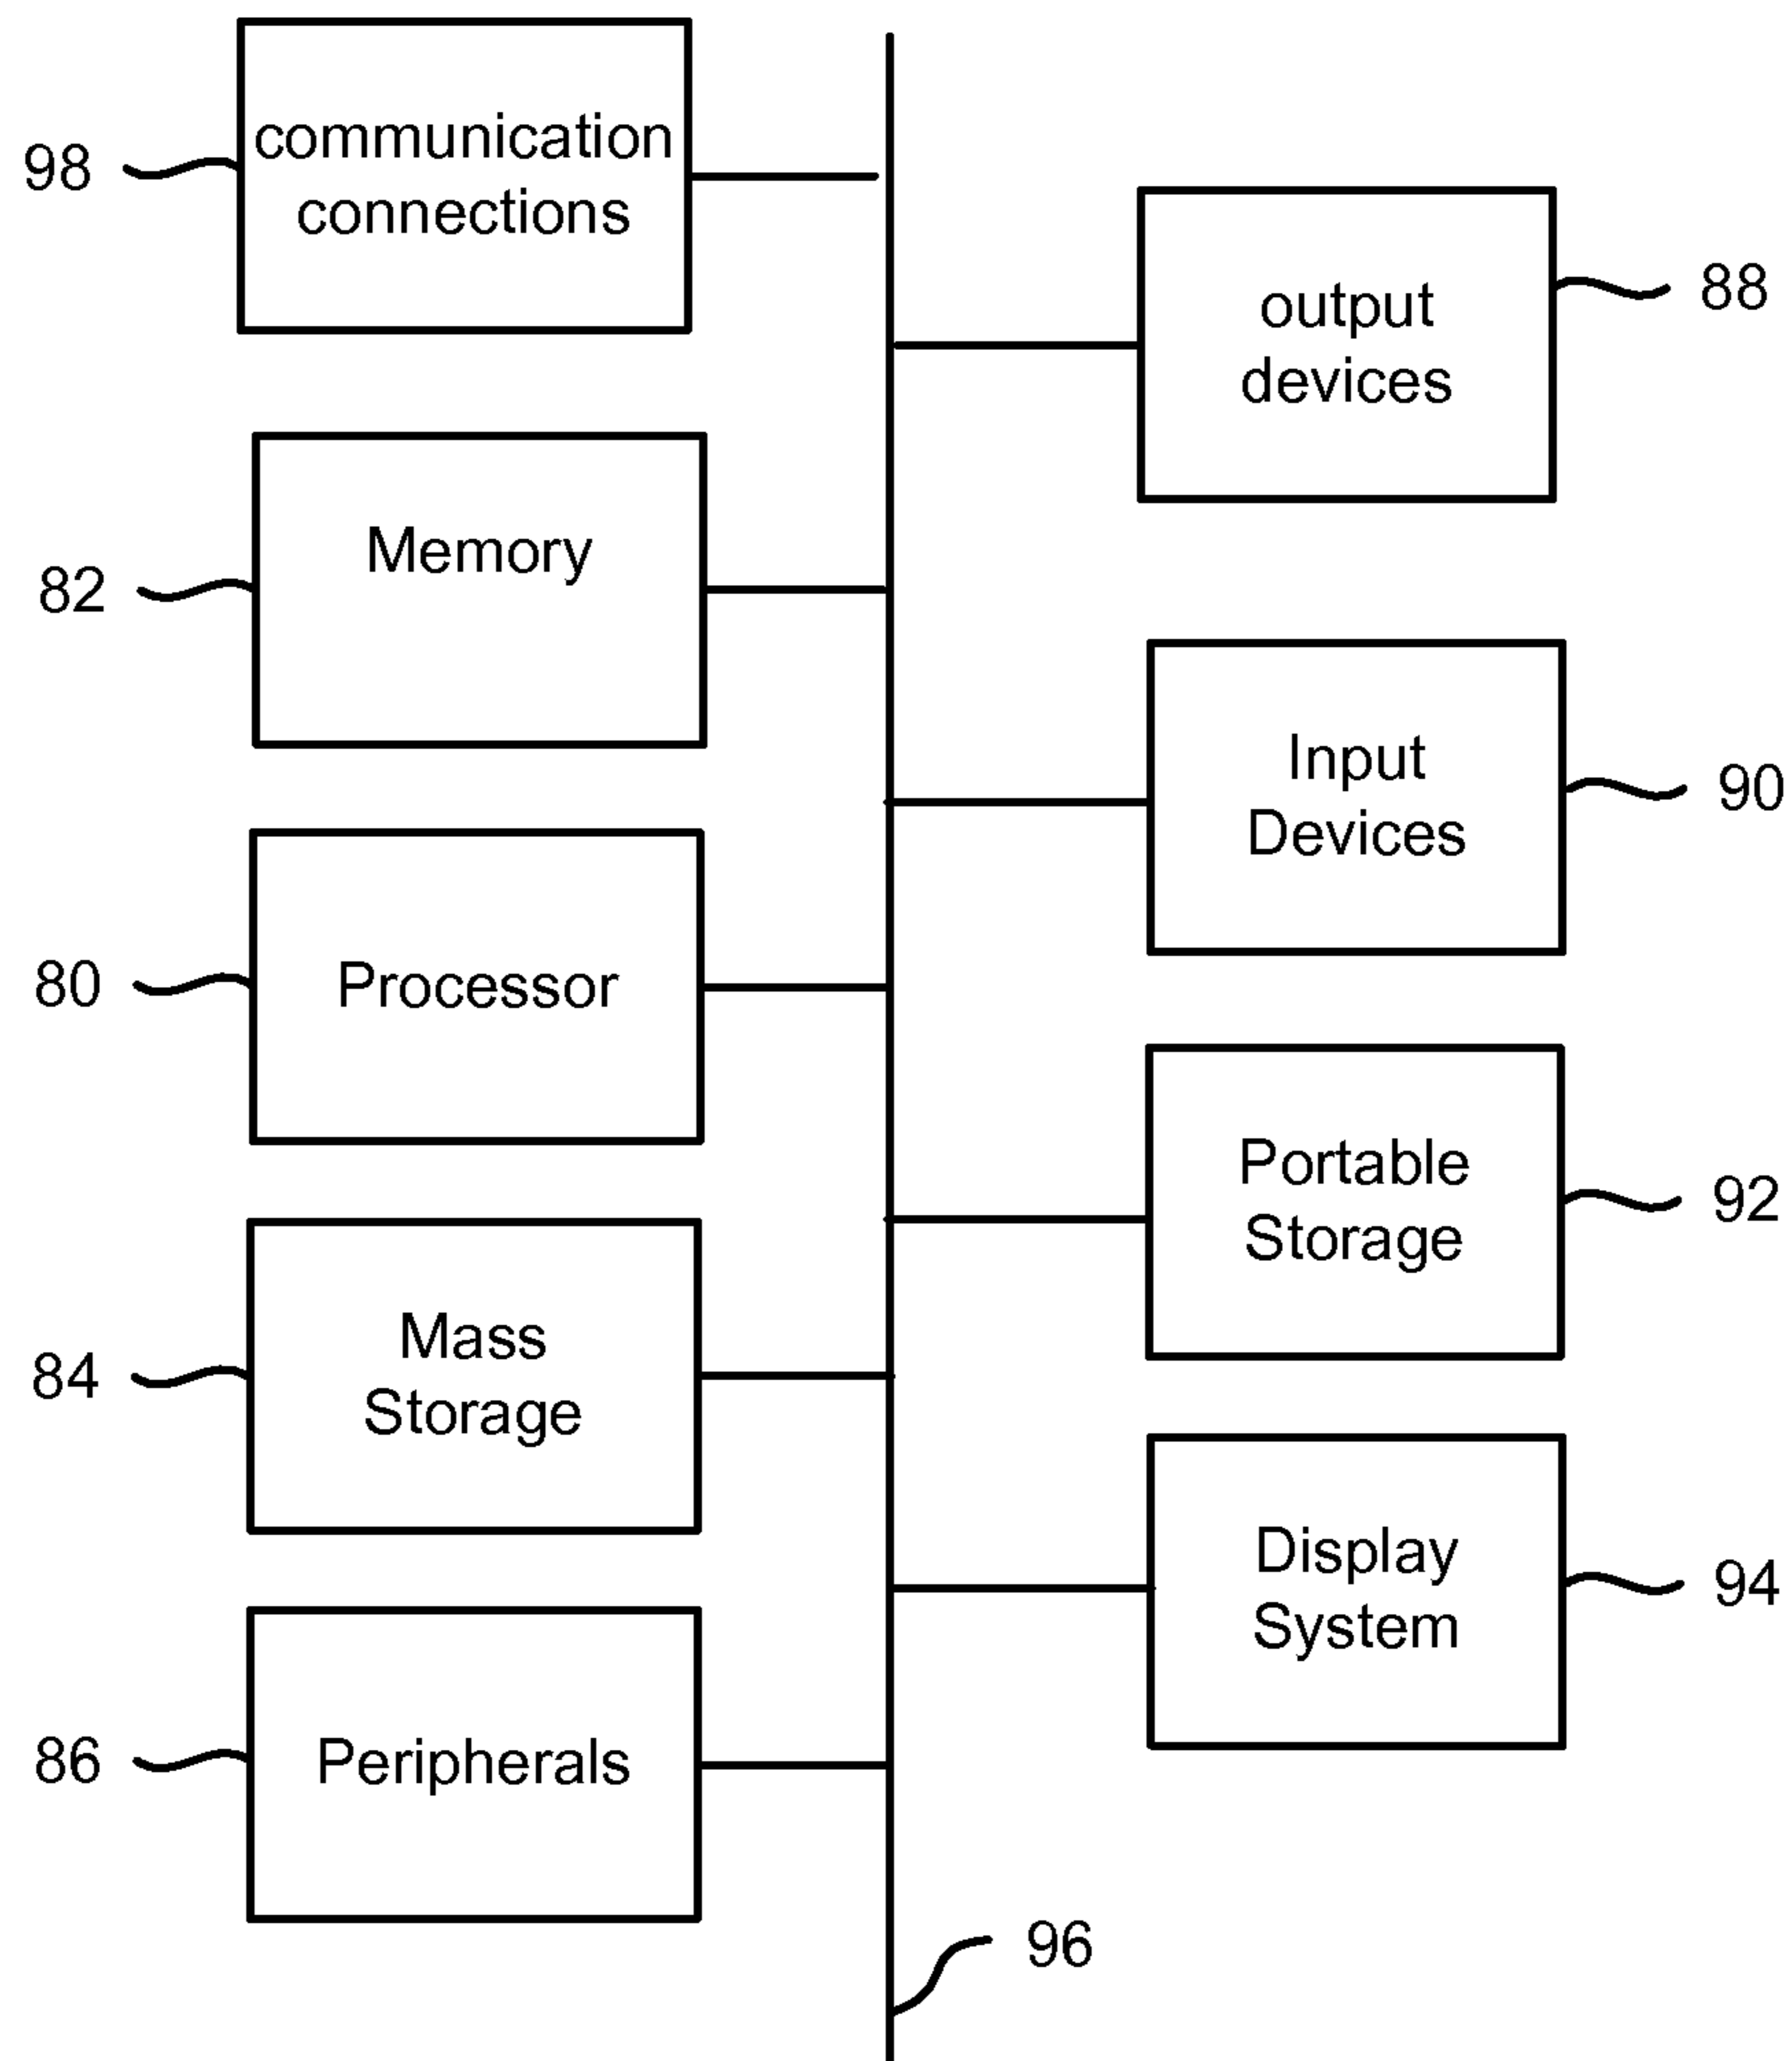 98
communication
connections
output
devices
88
82
Memory
Input
Devices
90
80
Processor
Portable
Storage
92
84
Mass
Storage
Display
System
94
86
Peripherals
96